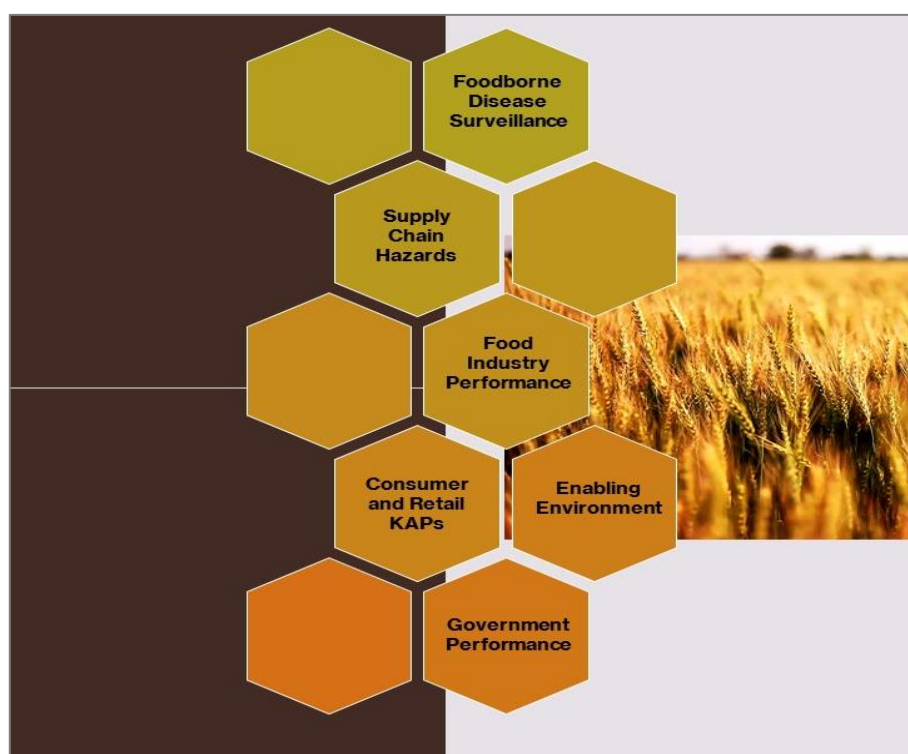 Foodborne
Disease
Surveillance
Supply
Chain
Hazards
Food
Industry
Performance
Consumer
and Retail
KAPs
Enabling
Environment
Government
Performance